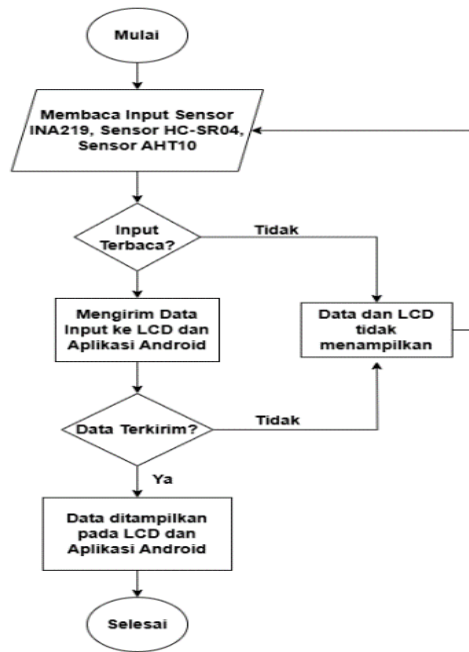 Mulai
Membaca Input Sensor
INA219, Sensor HC-SR04,
Sensor AHT10
Input
Terbaca?
Tidak
Mengirim Data
Input ke LCD dan
Aplikasi Android
Data dan LCD
tidak
menampilkan
Data Terkirim?
Tidak
Ya
Data ditampilkan
pada LCD dan
Aplikasi Android
Selesai